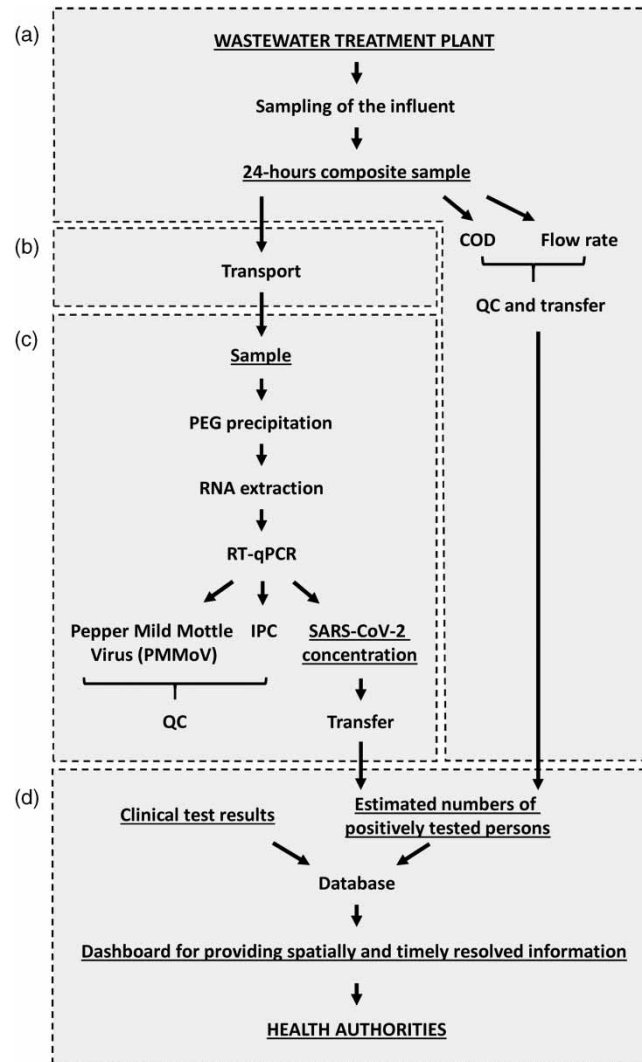 (a)
WASTEWATER TREATMENT PLANT
Sampling of the influent
24-hours composite sample
COD
Flow rate
QC and transfer
(b)
Transport
(c)
Sample
PEG precipitation
RNA extraction
RT-qPCR
Pepper Mild Mottle
Virus (PMMoV)
IPC
SARS-CoV-2
concentration
QC
Transfer
(d)
Clinical test results
Estimated numbers of
positively tested persons
Database
Dashboard for providing spatially and timely resolved information
HEALTH AUTHORITIES